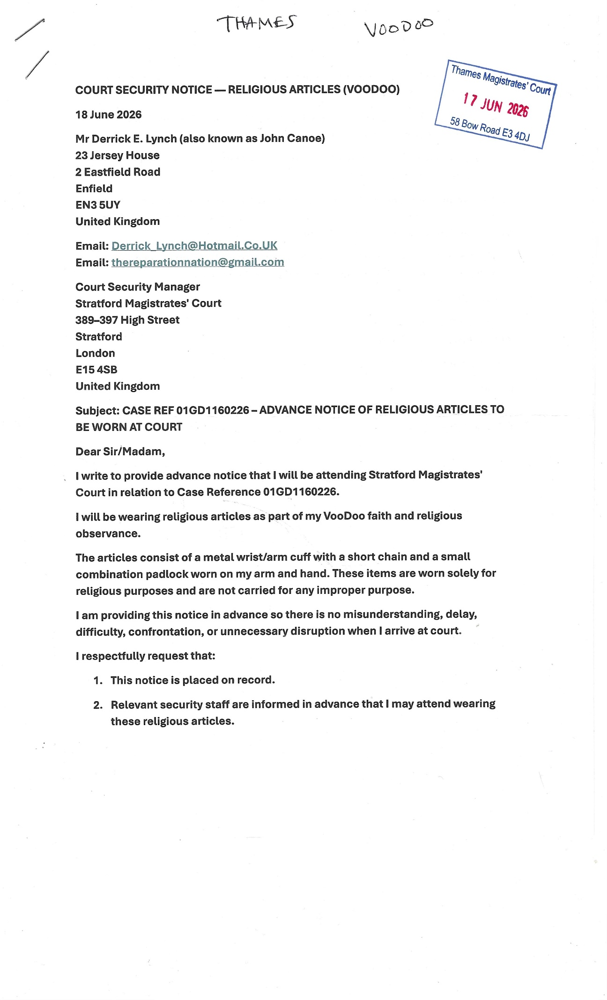 THAMES VOODOO
Thames Magistrates' Court
17 JUN 2026
58 Bow Road E3 4DJ
COURT SECURITY NOTICE — RELIGIOUS ARTICLES (VOODOO)
18 June 2026
Mr Derrick E. Lynch (also known as John Canoe)
23 Jersey House
2 Eastfield Road
Enfield
EN3 5UY
United Kingdom
Email: Derrick_Lynch@Hotmail.Co.UK
Email: thereparationnation@gmail.com
Court Security Manager
Stratford Magistrates' Court
389–397 High Street
Stratford
London
E15 4SB
United Kingdom
Subject: CASE REF 01GD1160226 – ADVANCE NOTICE OF RELIGIOUS ARTICLES TO
BE WORN AT COURT
Dear Sir/Madam,
I write to provide advance notice that I will be attending Stratford Magistrates'
Court in relation to Case Reference 01GD1160226.
I will be wearing religious articles as part of my VooDoo faith and religious
observance.
The articles consist of a metal wrist/arm cuff with a short chain and a small
combination padlock worn on my arm and hand. These items are worn solely for
religious purposes and are not carried for any improper purpose.
I am providing this notice in advance so there is no misunderstanding, delay,
difficulty, confrontation, or unnecessary disruption when I arrive at court.
I respectfully request that:
1. This notice is placed on record.
2. Relevant security staff are informed in advance that I may attend wearing
these religious articles.